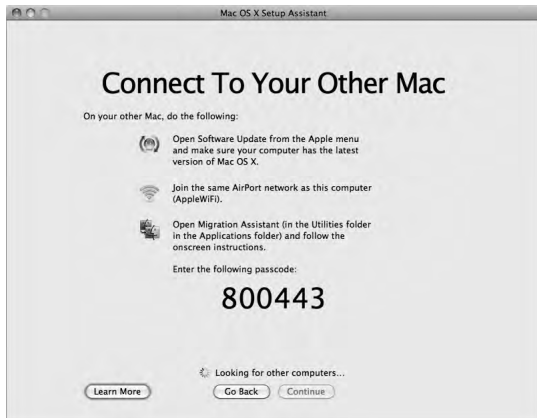 Mac OS X Setup Assistant
Connect To Your Other Mac
On your other Mac, do the following:
Open Software Update from the Apple menu
and make sure your computer has the latest
version of Mac OS X.
Join the same AirPort network as this computer
(AppleWiFi).
Open Migration Assistant (in the Utilities folder
in the Applications folder) and follow the
onscreen instructions.
Enter the following passcode:
800443
Looking for other computers...
Learn More
Go Back
Continue